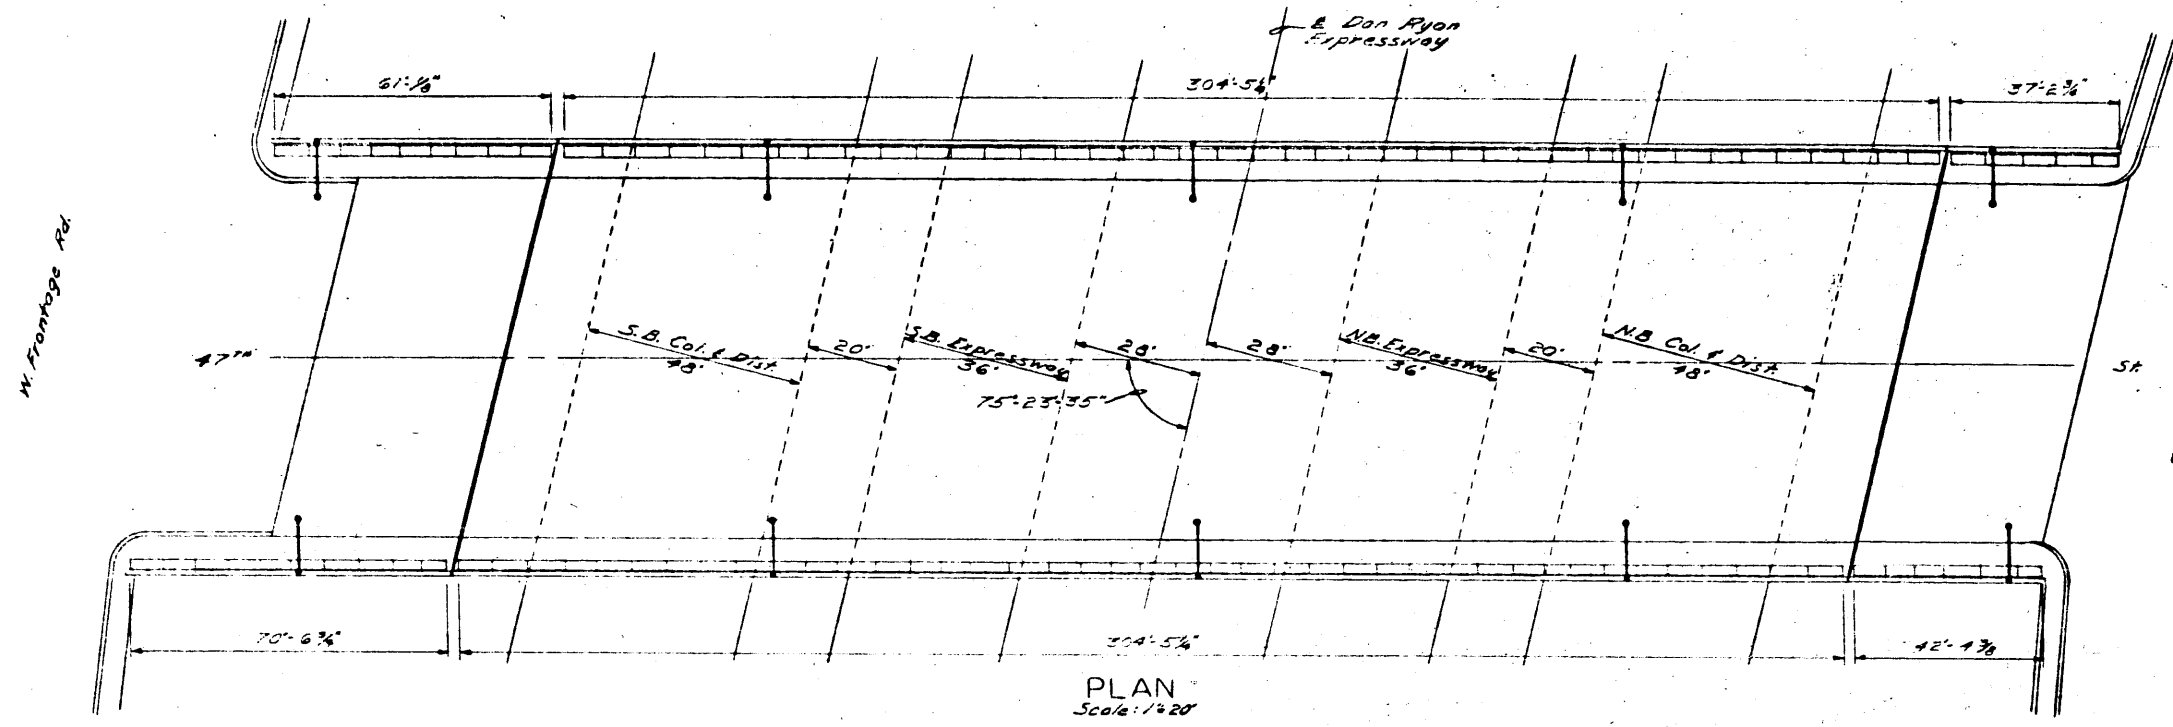 ℄ Don Ryan
Expressway
61'-⅛"
304'-5¼"
37'-2¾"
W. Frontage Rd.
47TH
S.B. Col. & Dist.
48'
20'
S.B. Expressway
36'
28'
28'
N.B. Expressway
36'
20'
N.B. Col. & Dist.
48'
St.
75°-23'-35"
70'-6¾"
304'-5¼"
42'-4⅜
PLAN
Scale: 1"=20'